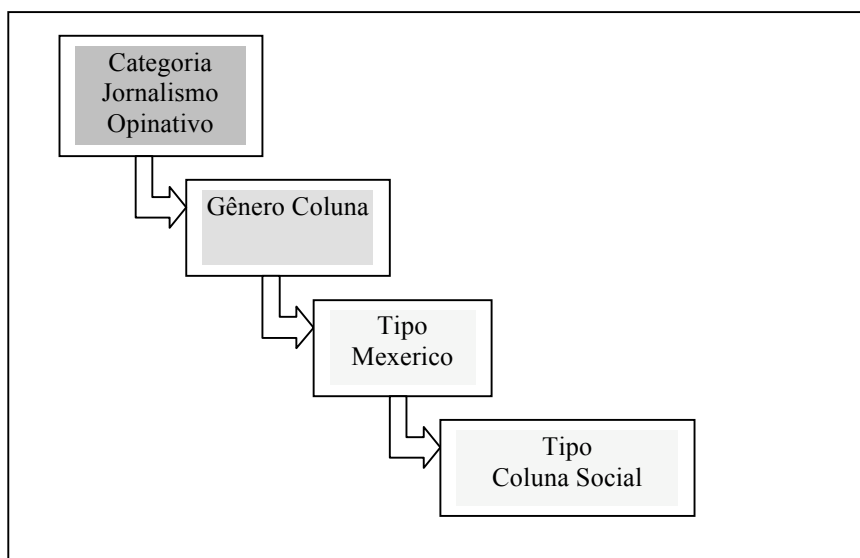 Categoria
Jornalismo
Opinativo
Gênero Coluna
Tipo
Mexerico
Tipo
Coluna Social